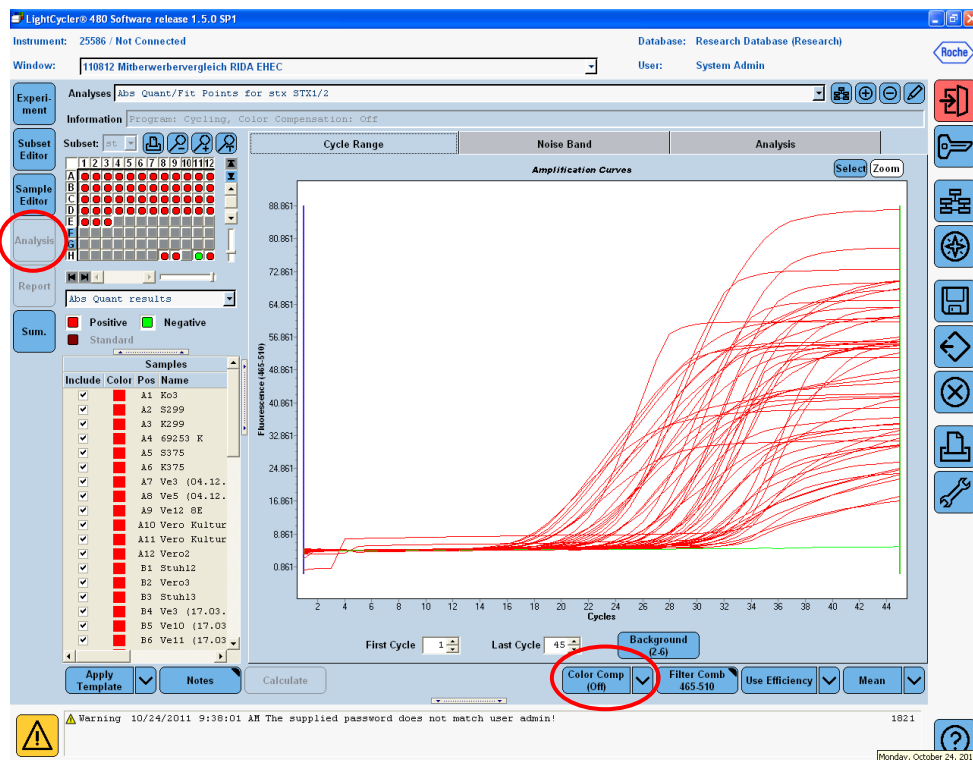 LightCycler® 480 Software release 1.5.0 SP1
Instrument: 25586 / Not Connected
Database: Research Database (Research)
Window: 110812 Mitberwerbervergleich RIDA EHEC
User: System Admin
Roche
Experi-
ment
Analyses Abs Quant/Fit Points for stx STX1/2
Information Program: Cycling, Color Compensation: Off
Subset
Editor
Subset: st
Cycle Range
Noise Band
Analysis
1 2 3 4 5 6 7 8 9 10 11 12
A
B
C
D
E
F
G
H
Amplification Curves
Select
Zoom
Sample
Editor
Analysis
Report
Abs Quant results
Sum.
Positive
Negative
Standard
Samples
Include Color Pos Name
A1 Ko3
A2 S299
A3 K299
A4 69253 K
A5 S375
A6 K375
A7 Ve3 (04.12.
A8 Ve5 (04.12.
A9 Ve12 8E
A10 Vero Kultur
A11 Vero Kultur
A12 Vero2
B1 Stuhl2
B2 Vero3
B3 Stuhl3
B4 Ve3 (17.03.
B5 Ve10 (17.03
B6 Ve11 (17.03
Fluorescence (465-510)
88.861
80.861
72.861
64.861
56.861
48.861
40.861
32.861
24.861
16.861
8.861
0.861
2 4 6 8 10 12 14 16 18 20 22 24 26 28 30 32 34 36 38 40 42 44
Cycles
First Cycle 1
Last Cycle 45
Background
(2-6)
Apply
Template
Notes
Calculate
Color Comp
(Off)
Filter Comb
465-510
Use Efficiency
Mean
Warning 10/24/2011 9:38:01 AM The supplied password does not match user admin!
1821
Monday, October 24, 201